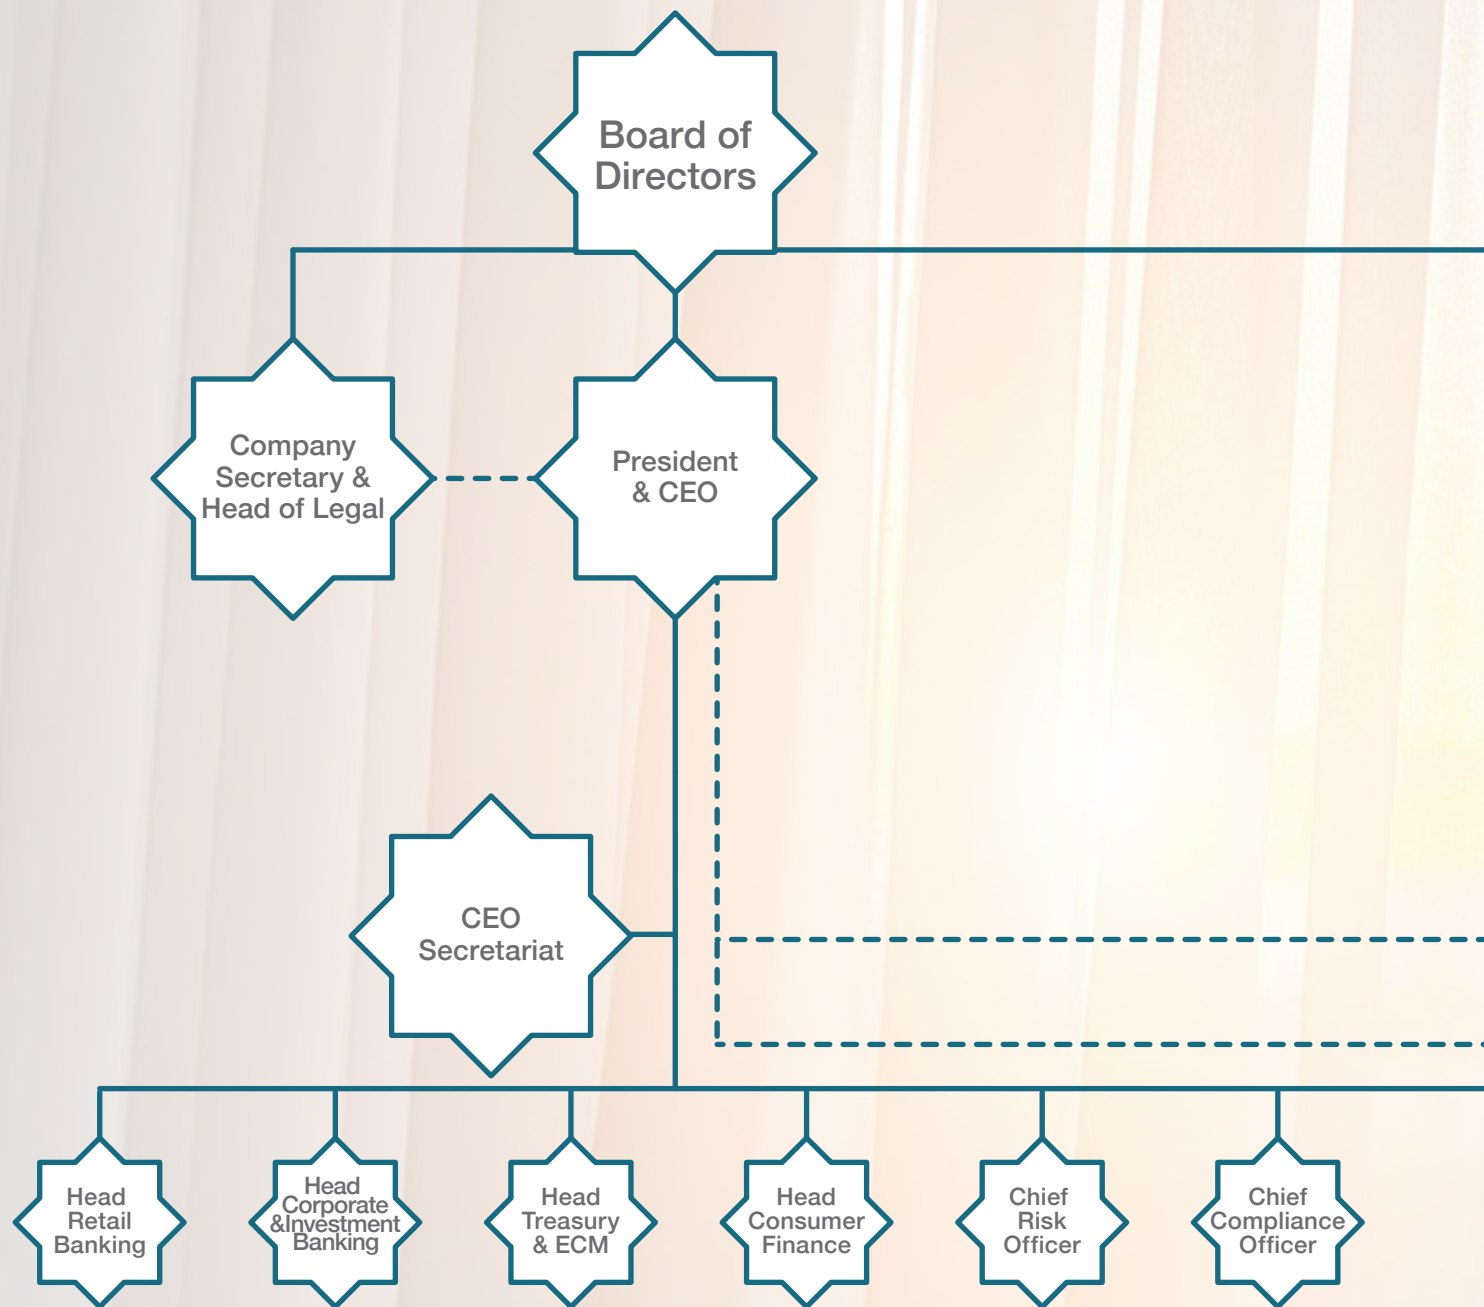 Board of
Directors
Company
Secretary &
Head of Legal
President
& CEO
CEO
Secretariat
Head
Retail
Banking
Head
Corporate
&Investment
Banking
Head
Treasury
& ECM
Head
Consumer
Finance
Chief
Risk
Officer
Chief
Compliance
Officer